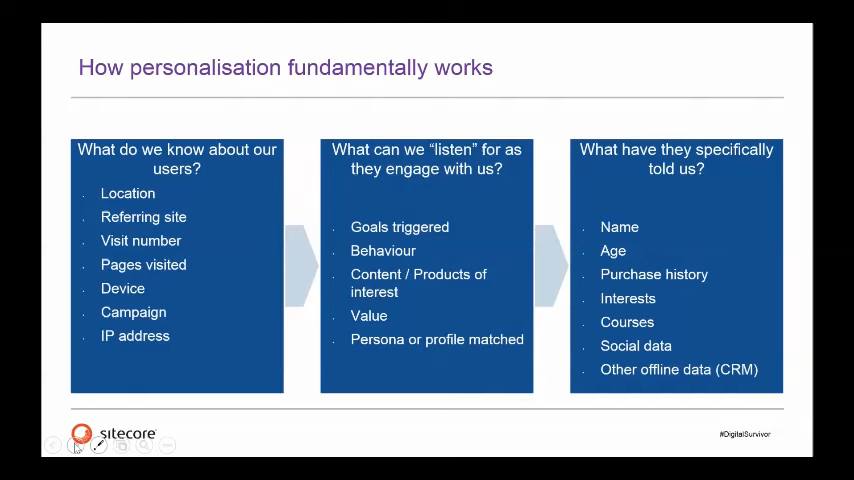 How personalisation fundamentally works
What do we know about our
users?
Location
Referring site
Visit number
Pages visited
Device
Campaign
IP address
What can we “listen” for as
they engage with us?
Goals triggered
Behaviour
Content / Products of
interest
Value
Persona or profile matched
What have they specifically
told us?
Name
Age
Purchase history
Interests
Courses
Social data
Other offline data (CRM)
sitecore
#DigitalSurvivor